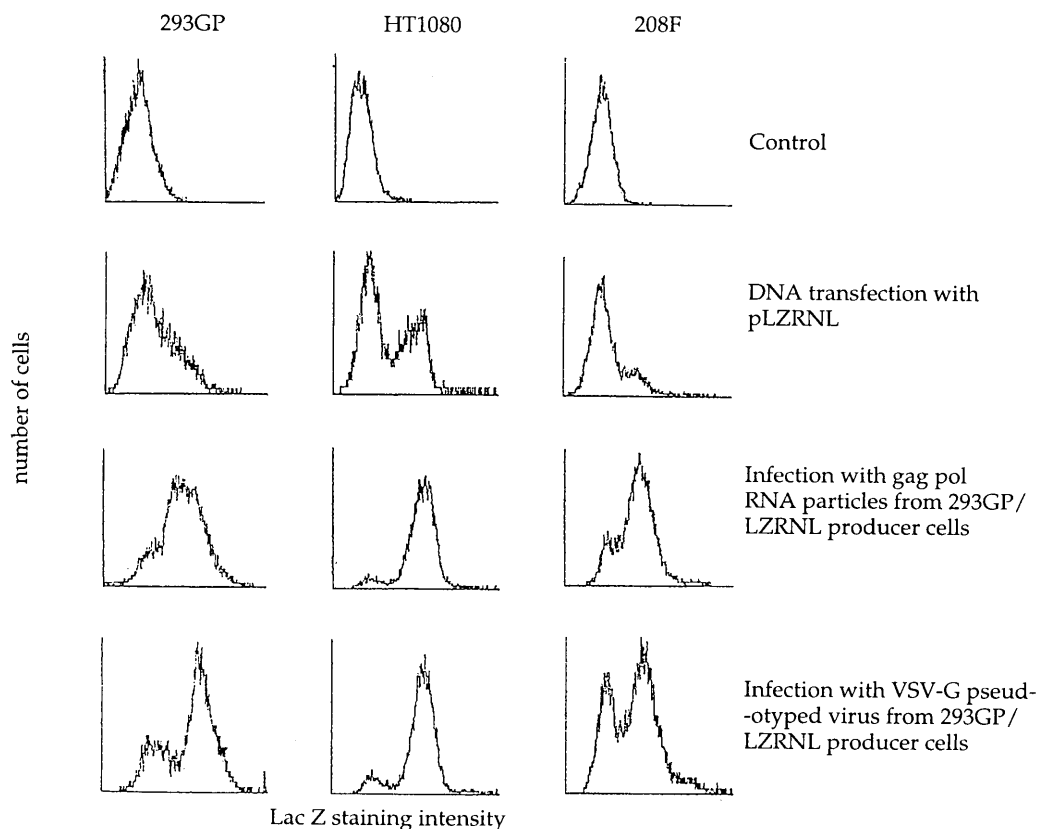 293GP
HT1080
208F
Control
DNA transfection with
pLZRNL
number of cells
Infection with gag pol
RNA particles from 293GP/
LZRNL producer cells
Infection with VSV-G pseud-
-otyped virus from 293GP/
LZRNL producer cells
Lac Z staining intensity